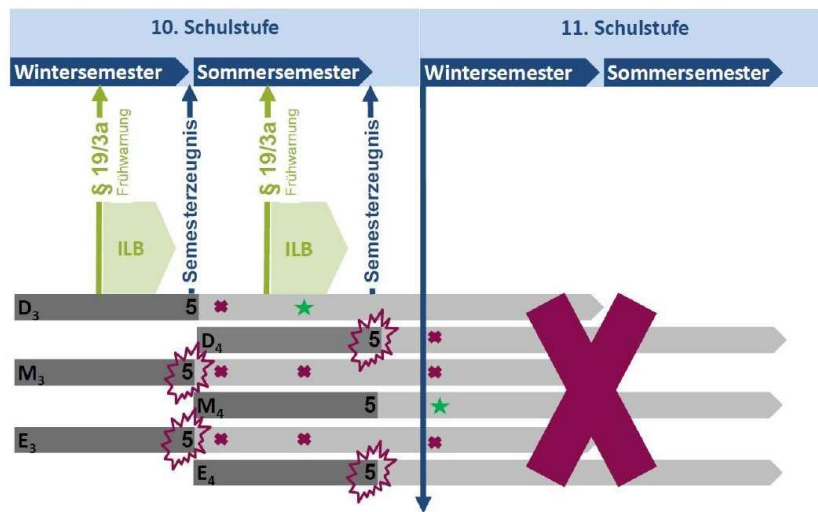 10. Schulstufe
11. Schulstufe
Wintersemester
Sommersemester
Wintersemester
Sommersemester
§ 19/3a
Frühwarnung
Semesterzeugnis
§ 19/3a
Frühwarnung
Semesterzeugnis
ILB
ILB
D₃ 5
D₄ 5
M₃ 5
M₄ 5
E₃ 5
E₄ 5